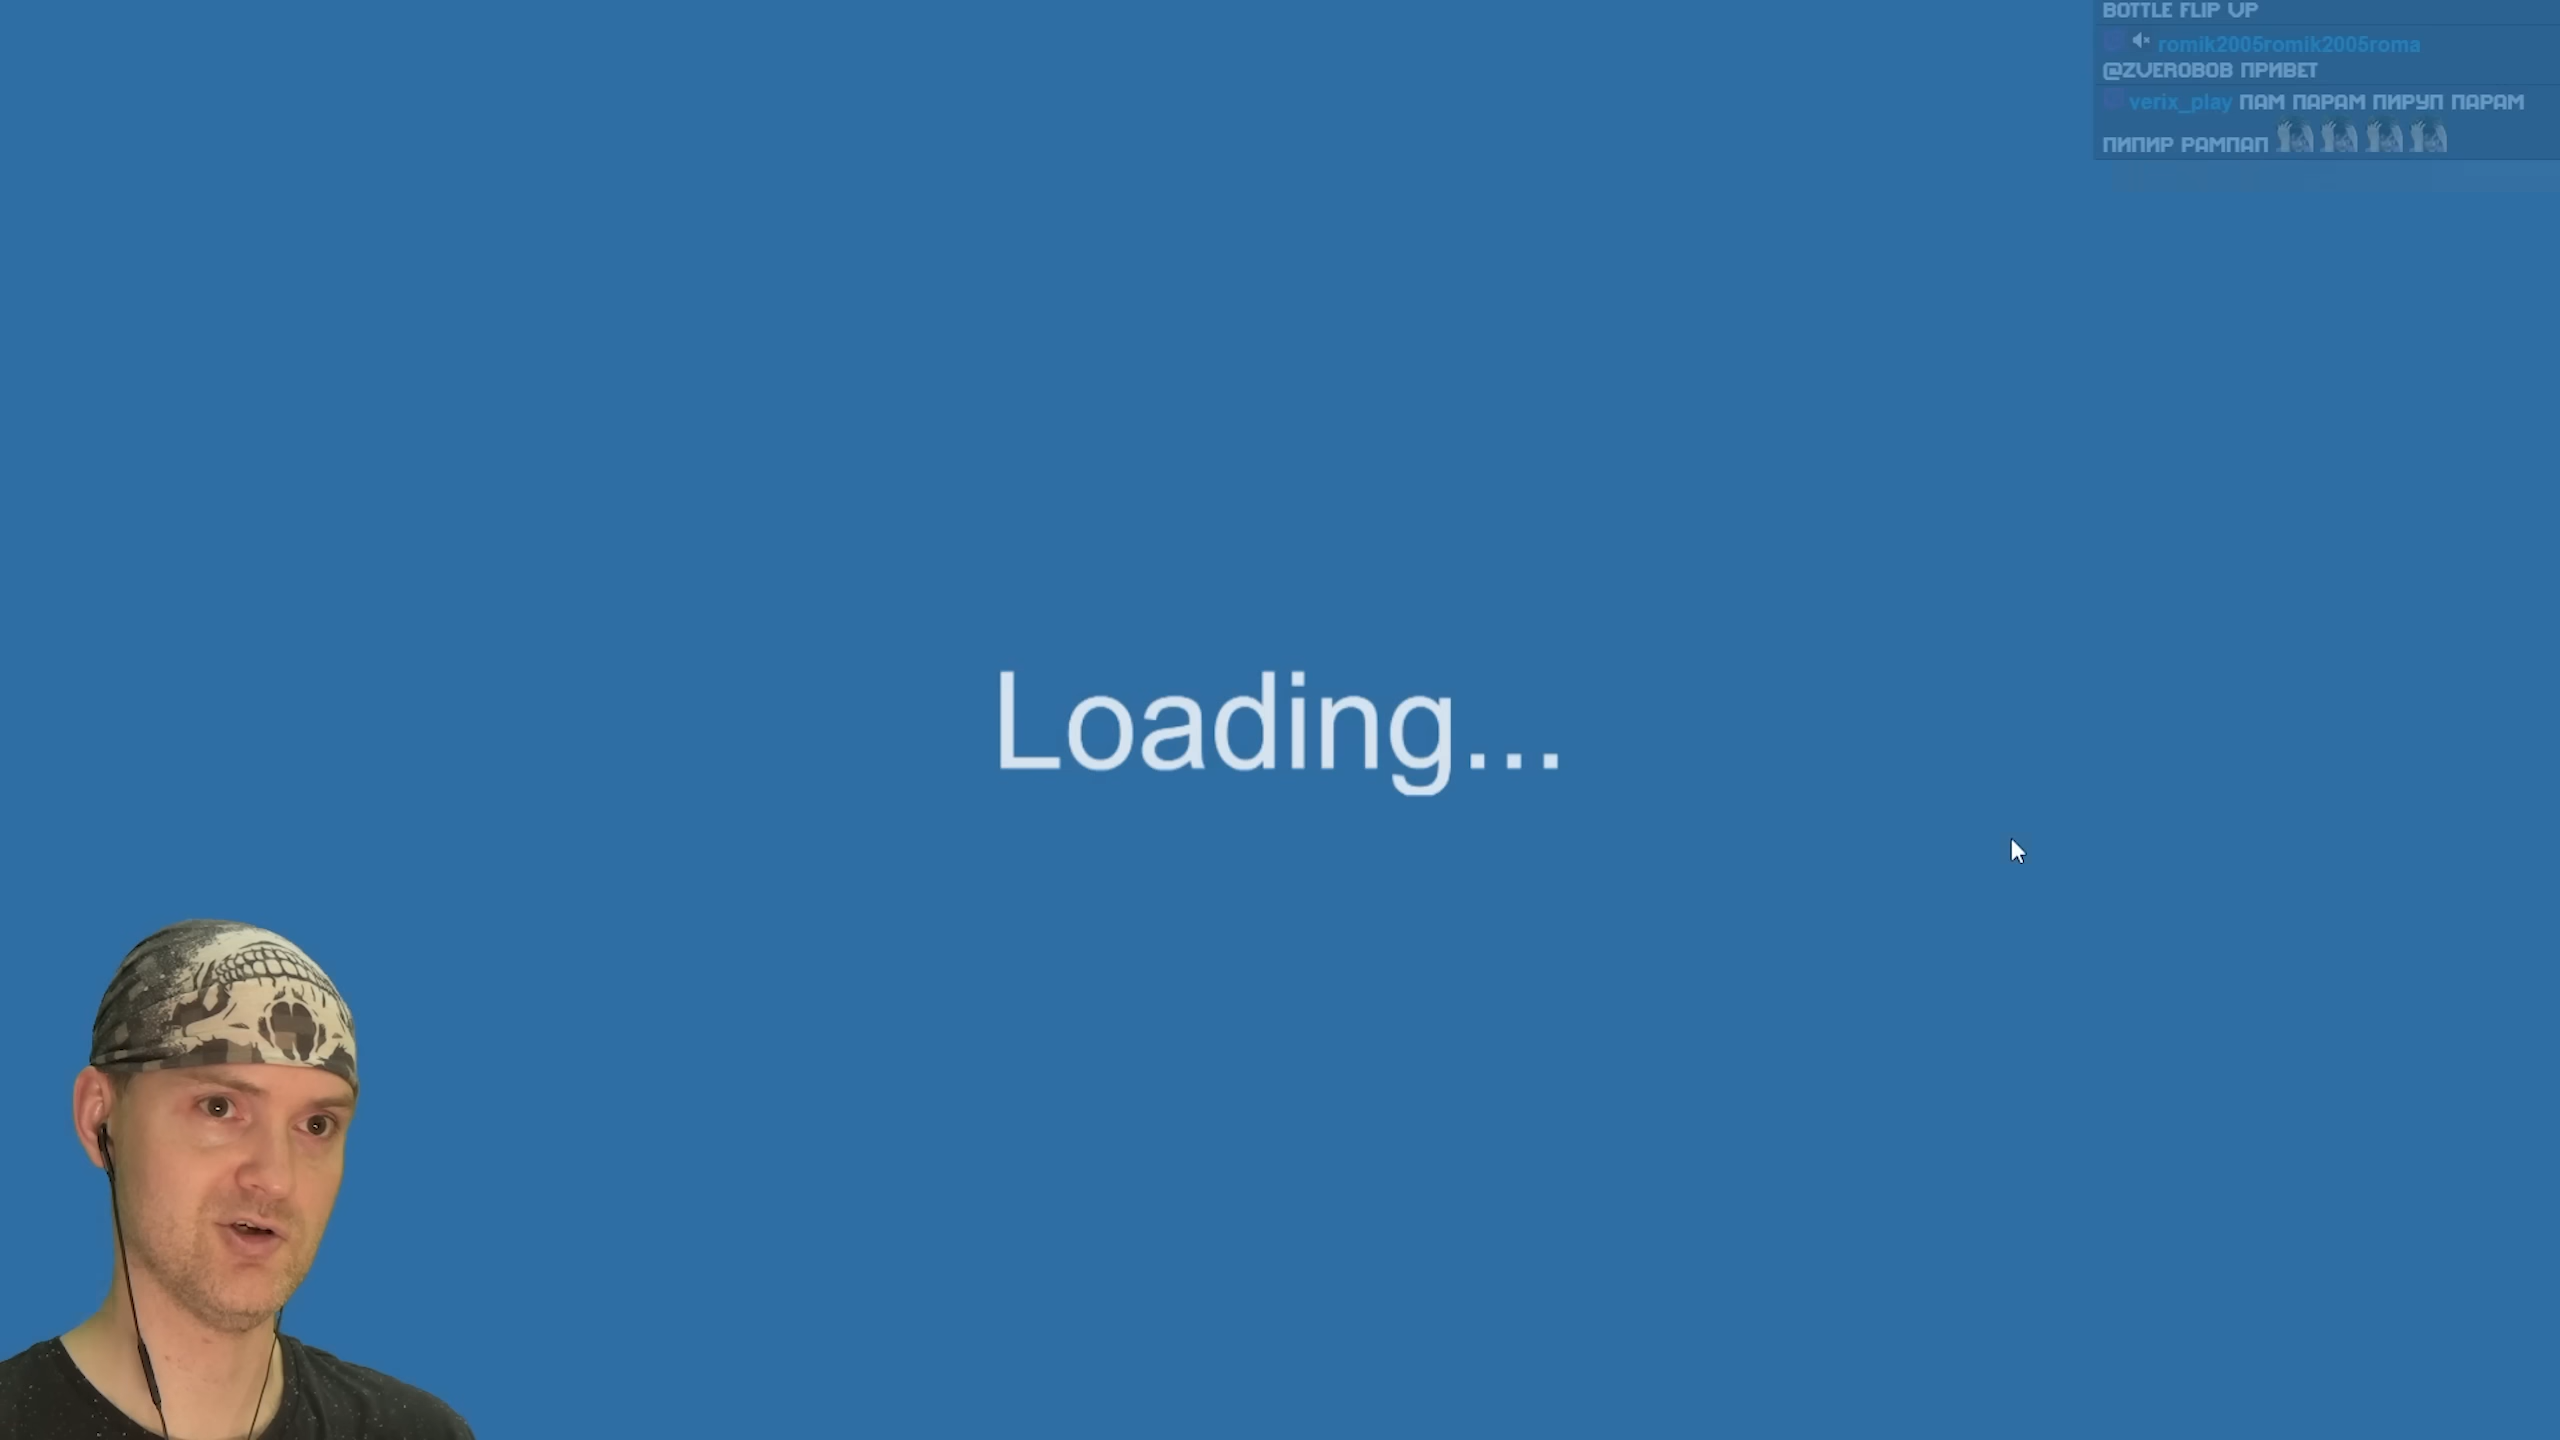 BOTTLE FLIP UP
romik2005romik2005roma
@ZVEROBOB ПРИВЕТ
verix_play ПАМ ПАРАМ ПИРУП ПАРАМ
ПИПИР РАМПАП
Loading...